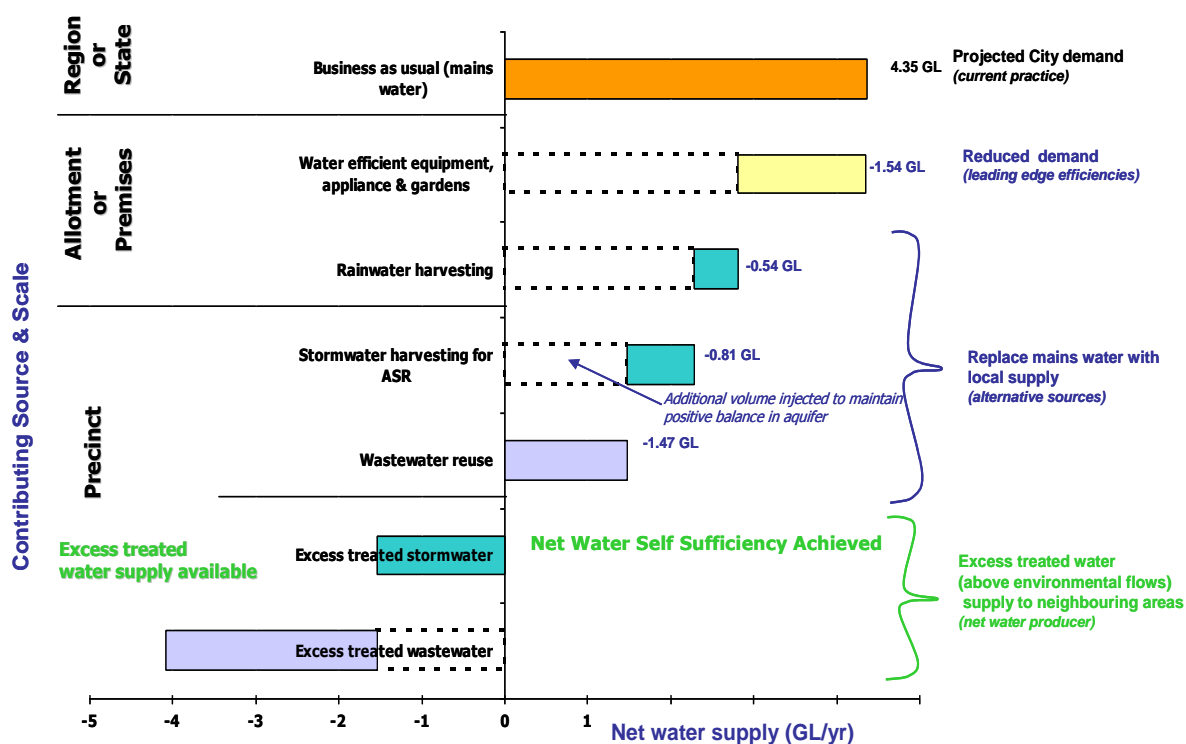 Region
or
State
Business as usual (mains
water)
4.35 GL
Projected City demand
(current practice)
Allotment
or
Premises
Water efficient equipment,
appliance & gardens
-1.54 GL
Reduced demand
(leading edge efficiencies)
Rainwater harvesting
-0.54 GL
Contributing Source & Scale
Precinct
Stormwater harvesting for
ASR
-0.81 GL
Additional volume injected to maintain
positive balance in aquifer
Replace mains water with
local supply
(alternative sources)
Wastewater reuse
-1.47 GL
Excess treated
water supply available
Excess treated stormwater
Net Water Self Sufficiency Achieved
Excess treated water
(above environmental flows)
supply to neighbouring areas
(net water producer)
Excess treated wastewater
-5 -4 -3 -2 -1 0 1
Net water supply (GL/yr)